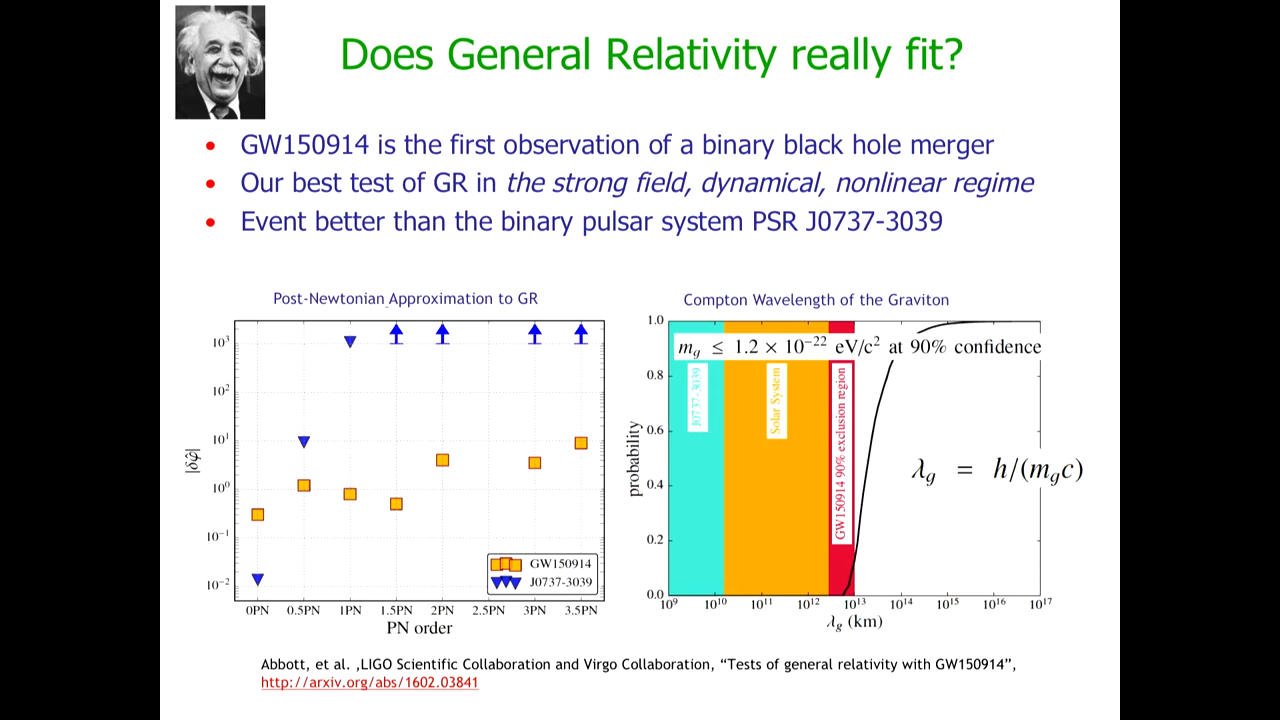 Does General Relativity really fit?
• GW150914 is the first observation of a binary black hole merger
• Our best test of GR in the strong field, dynamical, nonlinear regime
• Event better than the binary pulsar system PSR J0737-3039
Post-Newtonian Approximation to GR
|δφ̂|
10³
10²
10¹
10⁰
10⁻¹
10⁻²
GW150914
J0737-3039
0PN 0.5PN 1PN 1.5PN 2PN 2.5PN 3PN 3.5PN
PN order
Compton Wavelength of the Graviton
probability
1.0
0.8
0.6
0.4
0.2
0.0
m_g ≤ 1.2 × 10⁻²² eV/c² at 90% confidence
J0737-3039
Solar System
GW150914 90% exclusion region
λ_g = h/(m_g c)
10⁹ 10¹⁰ 10¹¹ 10¹² 10¹³ 10¹⁴ 10¹⁵ 10¹⁶ 10¹⁷
λ_g (km)
Abbott, et al. ,LIGO Scientific Collaboration and Virgo Collaboration, “Tests of general relativity with GW150914”,
http://arxiv.org/abs/1602.03841